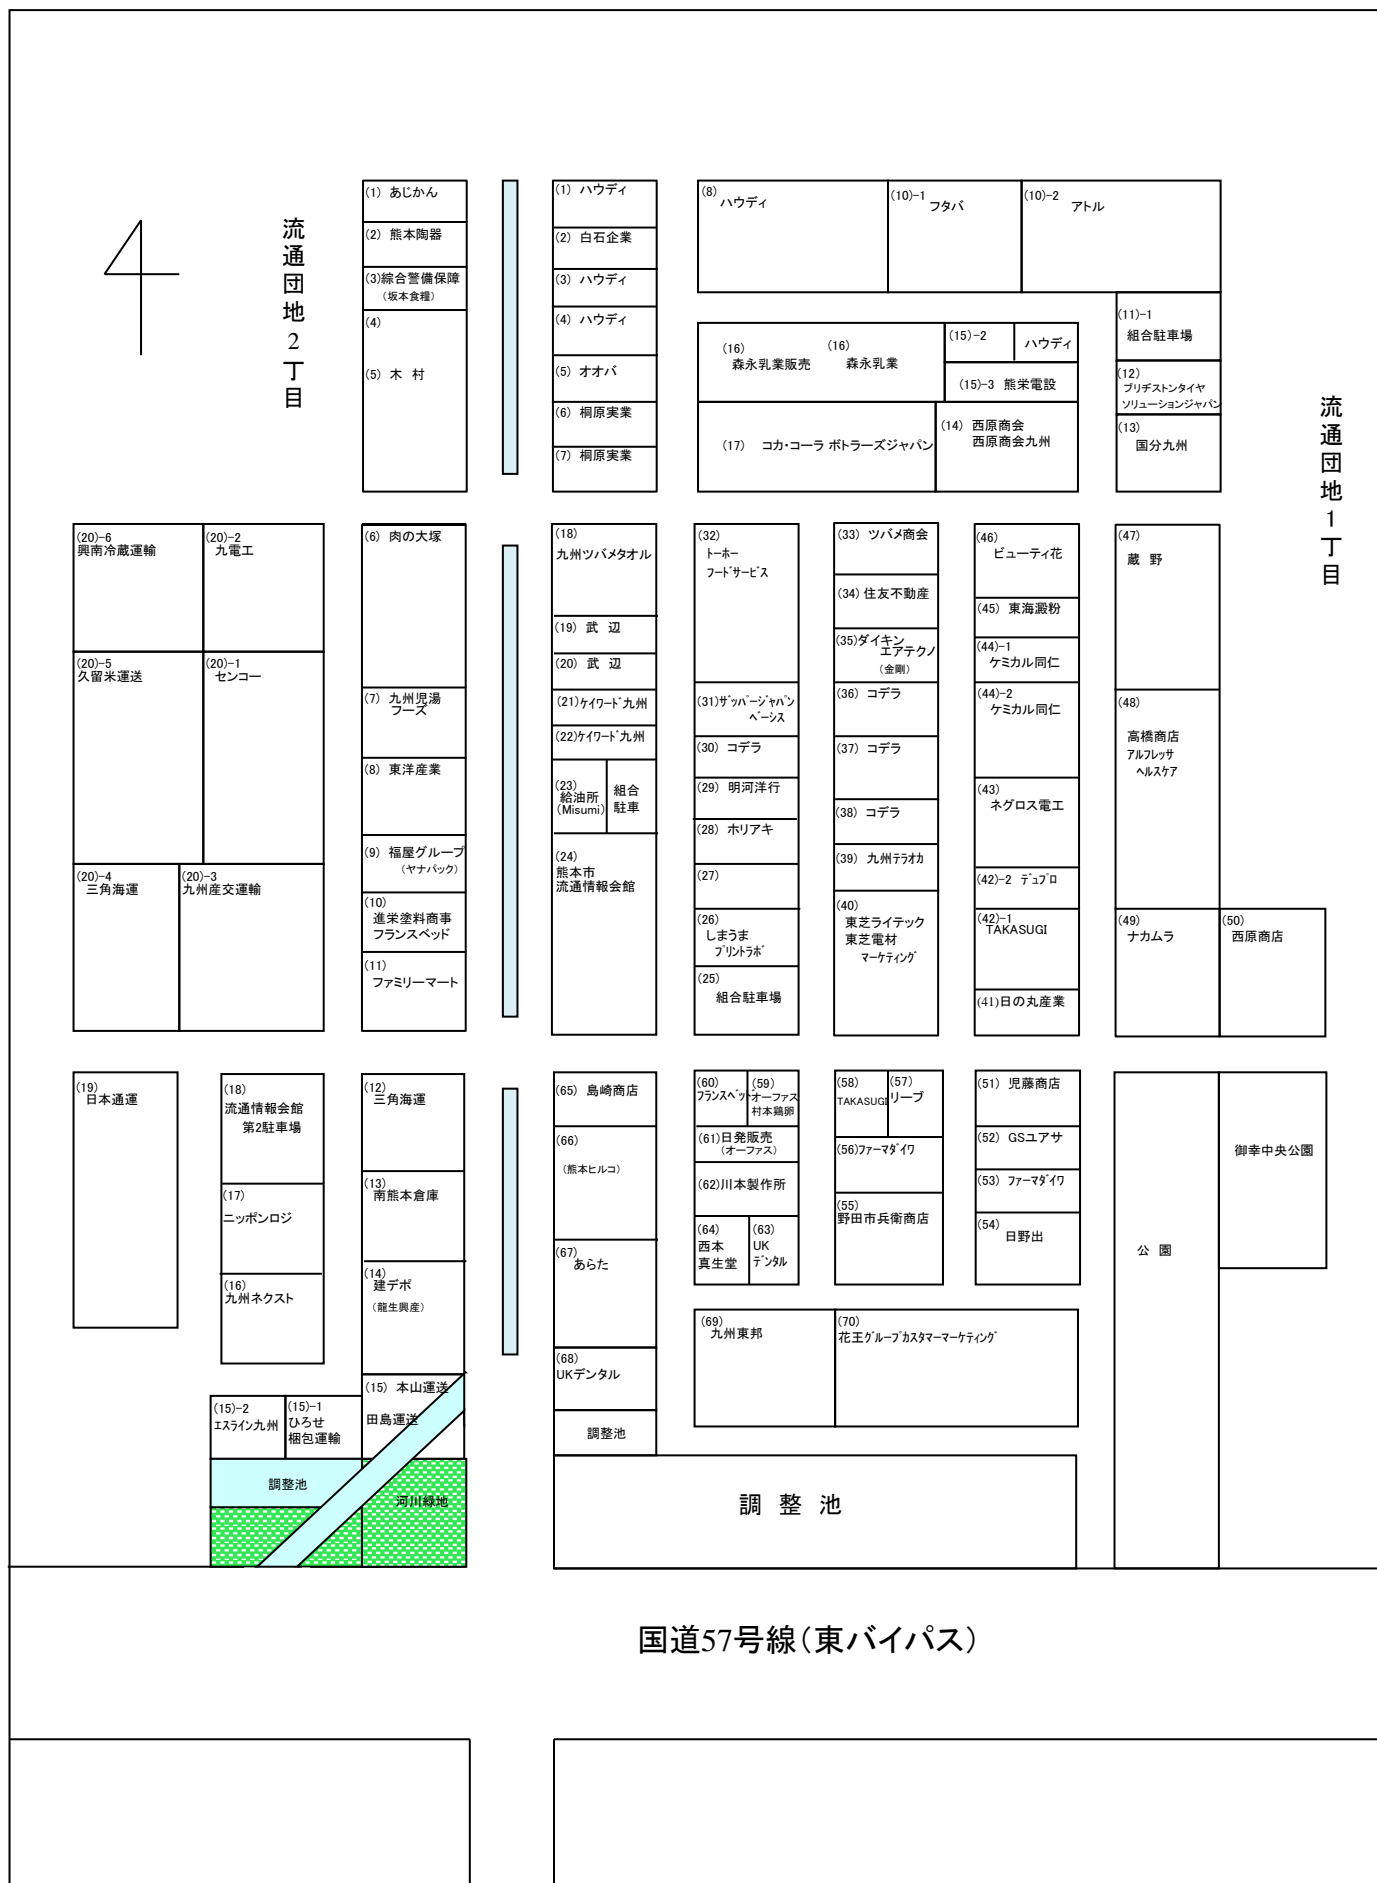 流通団地2丁目
流通団地1丁目
(1) あじかん
(2) 熊本陶器
(3)綜合警備保障
(坂本食糧)
(4)
(5) 木 村
(1) ハウディ
(2) 白石企業
(3) ハウディ
(4) ハウディ
(5) オオバ
(6) 桐原実業
(7) 桐原実業
(8)
ハウディ
(10)-1
フタバ
(10)-2
アトル
(11)-1
組合駐車場
(12)
ブリヂストンタイヤ
ソリューションジャパン
(13)
国分九州
(16)
森永乳業販売
(16)
森永乳業
(15)-2
ハウディ
(15)-3 熊栄電設
(17) コカ・コーラ ボトラーズジャパン
(14) 西原商会
西原商会九州
(20)-6
興南冷蔵運輸
(20)-2
九電工
(20)-5
久留米運送
(20)-1
センコー
(20)-4
三角海運
(20)-3
九州産交運輸
(6) 肉の大塚
(7) 九州児湯
フーズ
(8) 東洋産業
(9) 福屋グループ
(ヤナパック)
(10)
進栄塗料商事
フランスベッド
(11)
ファミリーマート
(18)
九州ツバメタオル
(19) 武 辺
(20) 武 辺
(21)ケイワード九州
(22)ケイワード九州
(23)
給油所
(Misumi)
組合
駐車
(24)
熊本市
流通情報会館
(32)
トーホー
フードサービス
(31)ザッパージャパン
ベーシス
(30) コデラ
(29) 明河洋行
(28) ホリアキ
(27)
(26)
しまうま
プリントラボ
(25)
組合駐車場
(33) ツバメ商会
(34) 住友不動産
(35)ダイキン
エアテクノ
(金剛)
(36) コデラ
(37) コデラ
(38) コデラ
(39) 九州テラオカ
(40)
東芝ライテック
東芝電材
マーケティング
(46)
ビューティ花
(45) 東海澱粉
(44)-1
ケミカル同仁
(44)-2
ケミカル同仁
(43)
ネグロス電工
(42)-2 デュプロ
(42)-1
TAKASUGI
(41)日の丸産業
(47)
蔵 野
(48)
高橋商店
アルフレッサ
ヘルスケア
(49)
ナカムラ
(50)
西原商店
(19)
日本通運
(18)
流通情報会館
第2駐車場
(17)
ニッポンロジ
(16)
九州ネクスト
(12)
三角海運
(13)
南熊本倉庫
(14)
建デポ
(龍生興産)
(15) 本山運送
田島運送
(15)-2
エスライン九州
(15)-1
ひろせ
梱包運輸
調整池
河川緑地
(65) 島崎商店
(66)
(熊本ヒルコ)
(67)
あらた
(68)
UKデンタル
調整池
(60)
フランスベッド
(59)
オーファス
村本鶏卵
(61)日発販売
(オーファス)
(62)川本製作所
(64)
西本
真生堂
(63)
UK
デンタル
(58)
TAKASUGI
(57)
リーブ
(56)ファーマダイワ
(55)
野田市兵衛商店
(51) 児藤商店
(52) GSユアサ
(53) ファーマダイワ
(54)
日野出
(69)
九州東邦
(70)
花王グループカスタマーマーケティング
公 園
御幸中央公園
調 整 池
国道57号線(東バイパス)